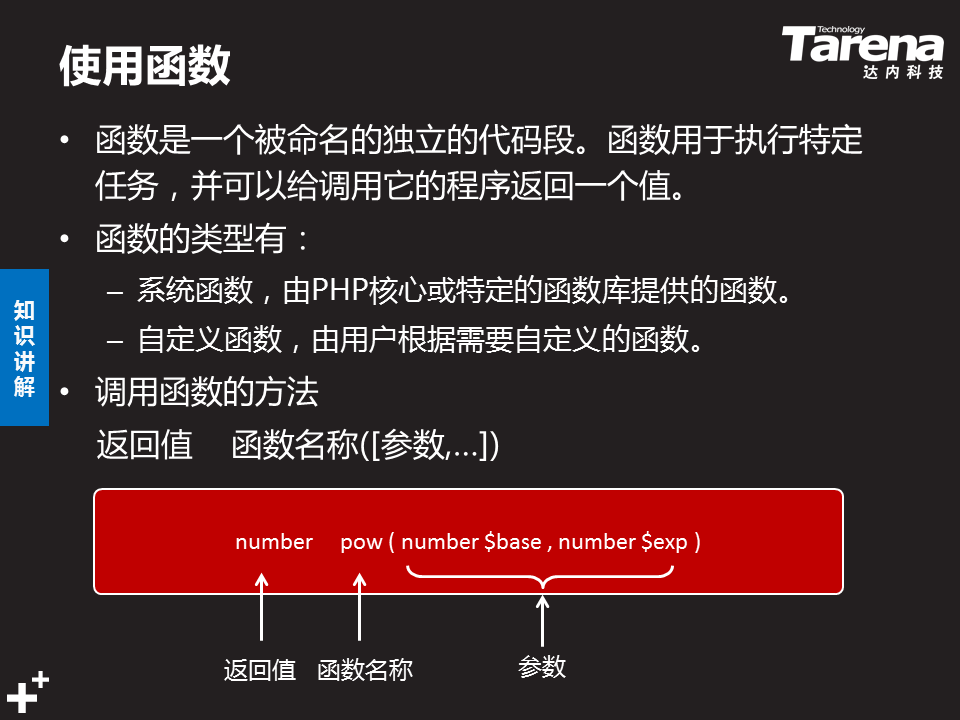 使用函数
Technology
Tarena
达内科技
• 函数是一个被命名的独立的代码段。函数用于执行特定
任务，并可以给调用它的程序返回一个值。
• 函数的类型有：
– 系统函数，由PHP核心或特定的函数库提供的函数。
– 自定义函数，由用户根据需要自定义的函数。
知识讲解
• 调用函数的方法
返回值 函数名称([参数,...])
number pow ( number $base , number $exp )
返回值 函数名称 参数